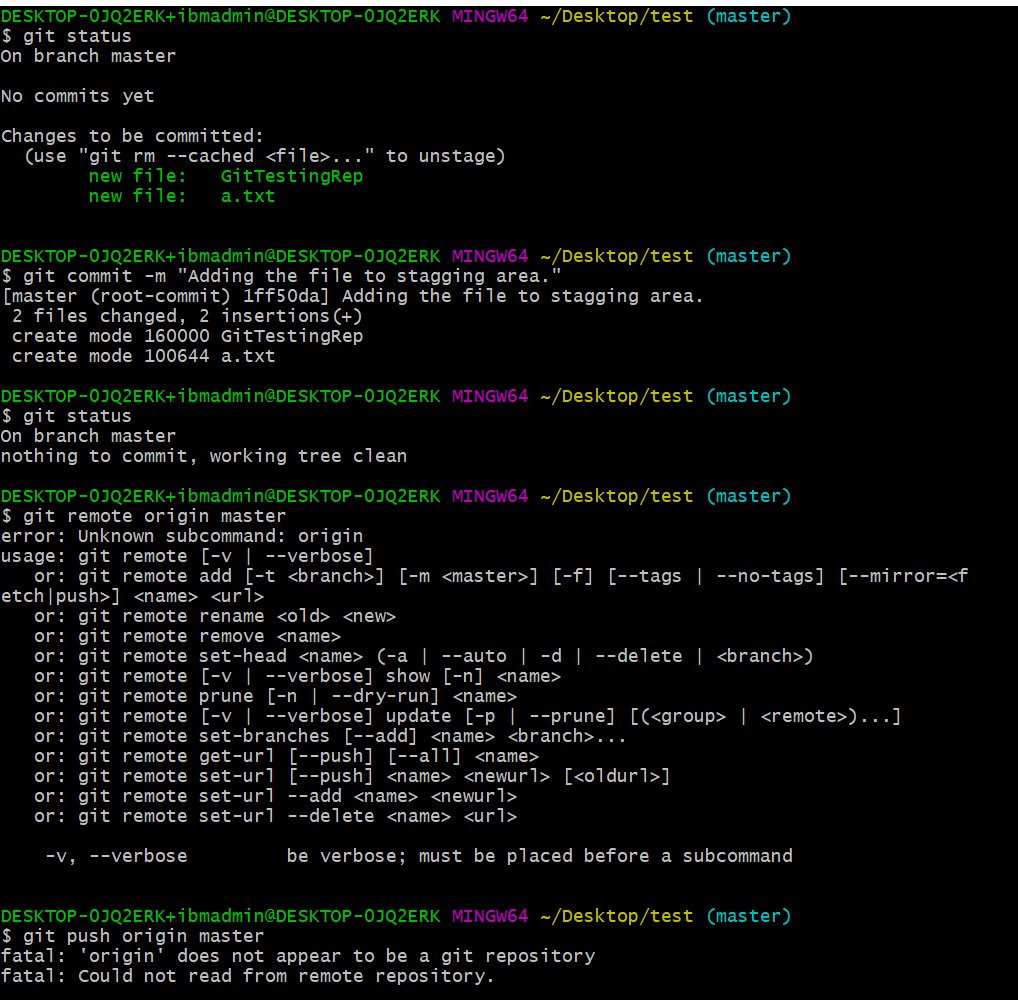 DESKTOP-0JQ2ERK+ibmadmin@DESKTOP-0JQ2ERK MINGW64 ~/Desktop/test (master)
$ git status
On branch master
No commits yet
Changes to be committed:
  (use "git rm --cached <file>..." to unstage)
        new file:   GitTestingRep
        new file:   a.txt
DESKTOP-0JQ2ERK+ibmadmin@DESKTOP-0JQ2ERK MINGW64 ~/Desktop/test (master)
$ git commit -m "Adding the file to stagging area."
[master (root-commit) 1ff50da] Adding the file to stagging area.
 2 files changed, 2 insertions(+)
 create mode 160000 GitTestingRep
 create mode 100644 a.txt
DESKTOP-0JQ2ERK+ibmadmin@DESKTOP-0JQ2ERK MINGW64 ~/Desktop/test (master)
$ git status
On branch master
nothing to commit, working tree clean
DESKTOP-0JQ2ERK+ibmadmin@DESKTOP-0JQ2ERK MINGW64 ~/Desktop/test (master)
$ git remote origin master
error: Unknown subcommand: origin
usage: git remote [-v | --verbose]
   or: git remote add [-t <branch>] [-m <master>] [-f] [--tags | --no-tags] [--mirror=<f
etch|push>] <name> <url>
   or: git remote rename <old> <new>
   or: git remote remove <name>
   or: git remote set-head <name> (-a | --auto | -d | --delete | <branch>)
   or: git remote [-v | --verbose] show [-n] <name>
   or: git remote prune [-n | --dry-run] <name>
   or: git remote [-v | --verbose] update [-p | --prune] [(<group> | <remote>)...]
   or: git remote set-branches [--add] <name> <branch>...
   or: git remote get-url [--push] [--all] <name>
   or: git remote set-url [--push] <name> <newurl> [<oldurl>]
   or: git remote set-url --add <name> <newurl>
   or: git remote set-url --delete <name> <url>
    -v, --verbose         be verbose; must be placed before a subcommand
DESKTOP-0JQ2ERK+ibmadmin@DESKTOP-0JQ2ERK MINGW64 ~/Desktop/test (master)
$ git push origin master
fatal: 'origin' does not appear to be a git repository
fatal: Could not read from remote repository.